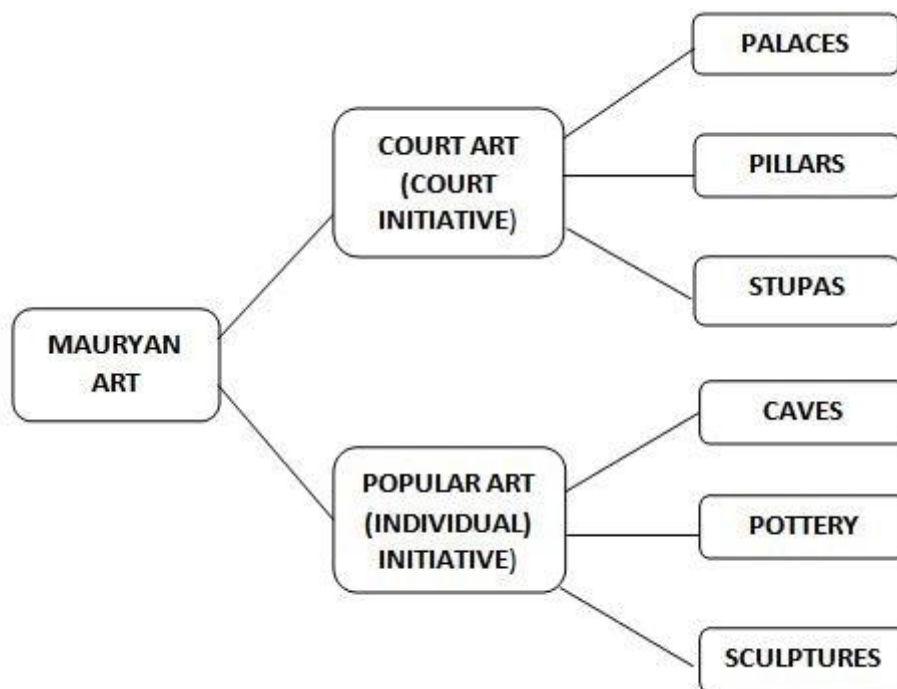 MAURYAN
ART
COURT ART
(COURT
INITIATIVE)
PALACES
PILLARS
STUPAS
POPULAR ART
(INDIVIDUAL)
INITIATIVE)
CAVES
POTTERY
SCULPTURES